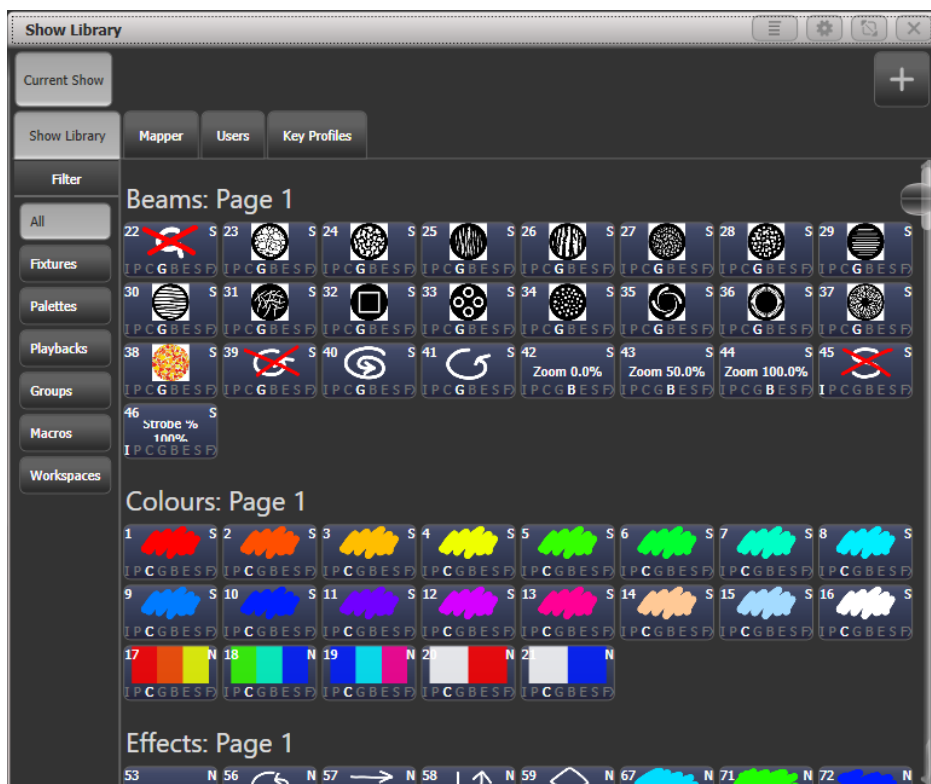 Show Library
Current Show
Show Library Mapper Users Key Profiles
Filter
All
Fixtures
Palettes
Playbacks
Groups
Macros
Workspaces
Beams: Page 1
22 S 23 S 24 S 25 S 26 S 27 S 28 S 29 S
IPCGBESFX IPCGBESFX IPCGBESFX IPCGBESFX IPCGBESFX IPCGBESFX IPCGBESFX IPCGBESFX
30 S 31 S 32 S 33 S 34 S 35 S 36 S 37 S
IPCGBESFX IPCGBESFX IPCGBESFX IPCGBESFX IPCGBESFX IPCGBESFX IPCGBESFX IPCGBESFX
38 S 39 S 40 S 41 S 42 S 43 S 44 S 45 S
Zoom 0.0% Zoom 50.0% Zoom 100.0%
IPCGBESFX IPCGBESFX IPCGBESFX IPCGBESFX IPCGBESFX IPCGBESFX IPCGBESFX IPCGBESFX
46 S
Strobe %
100%
IPCGBESFX
Colours: Page 1
1 S 2 S 3 S 4 S 5 S 6 S 7 S 8 S
IPCGBESFX IPCGBESFX IPCGBESFX IPCGBESFX IPCGBESFX IPCGBESFX IPCGBESFX IPCGBESFX
9 S 10 S 11 S 12 S 13 S 14 S 15 S 16 S
IPCGBESFX IPCGBESFX IPCGBESFX IPCGBESFX IPCGBESFX IPCGBESFX IPCGBESFX IPCGBESFX
17 N 18 N 19 N 20 N 21 N
IPCGBESFX IPCGBESFX IPCGBESFX IPCGBESFX IPCGBESFX
Effects: Page 1
53 N 56 N 57 N 58 N 59 N 67 N 71 N 72 N